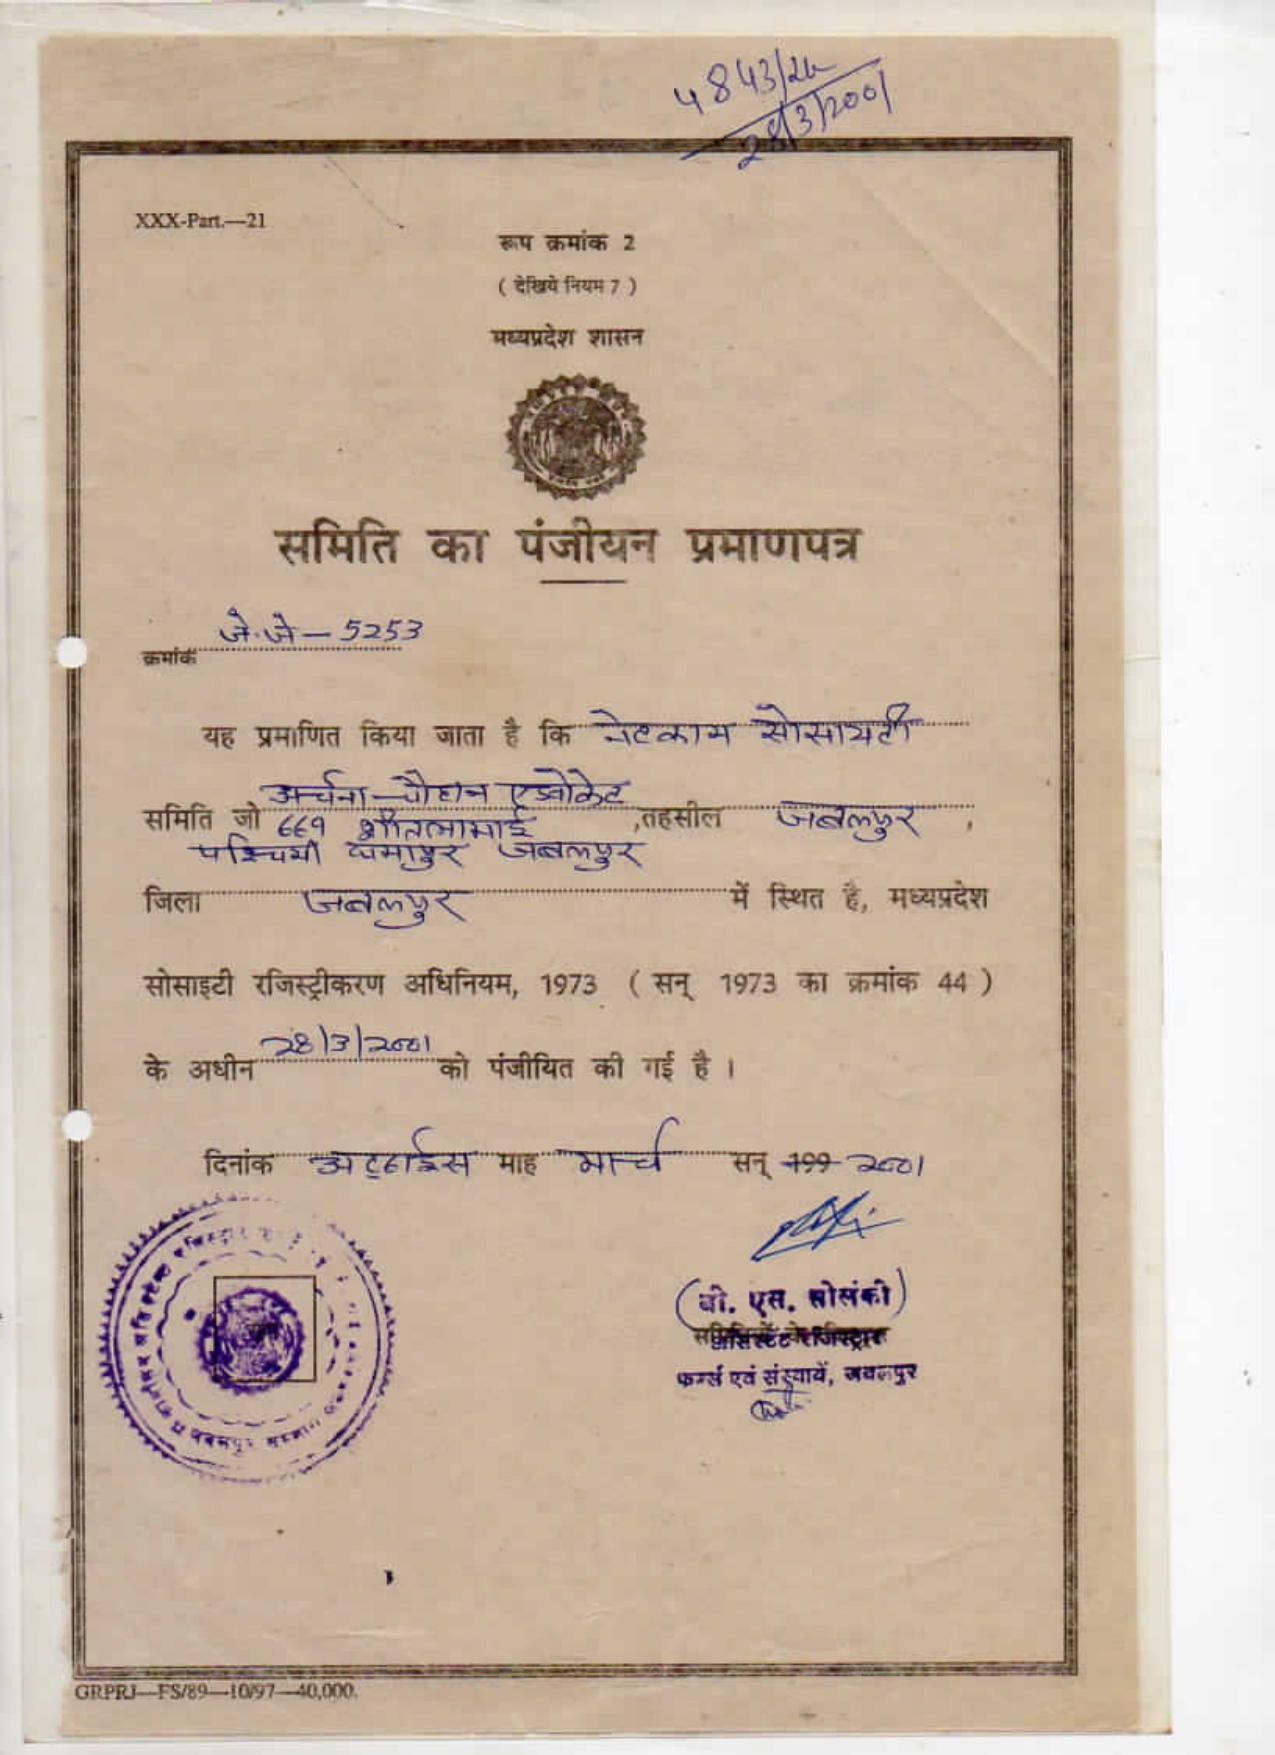 4843/2k
28/3/2001
XXX-Part.—21
रूप क्रमांक 2
( देखिये नियम 7 )
मध्यप्रदेश शासन
समिति का पंजीयन प्रमाणपत्र
क्रमांक जे.जे - 5253
यह प्रमाणित किया जाता है कि नेटकाम सोसायटी
अर्चना चौहान एडवोकेट
समिति जो 669 शीतलामाई ,तहसील जबलपुर ,
पश्चिमी घमापुर जबलपुर
जिला जबलपुर में स्थित है, मध्यप्रदेश
सोसाइटी रजिस्ट्रीकरण अधिनियम, 1973 ( सन् 1973 का क्रमांक 44 )
के अधीन 28/3/2001 को पंजीयित की गई है ।
दिनांक अट्ठाईस माह मार्च सन् 199 2001
(बी. एस. सोलंकी)
असिस्टेंट रजिस्ट्रार
फर्म्स एवं संस्थायें, जबलपुर
GRPRJ—FS/89—10/97—40,000.